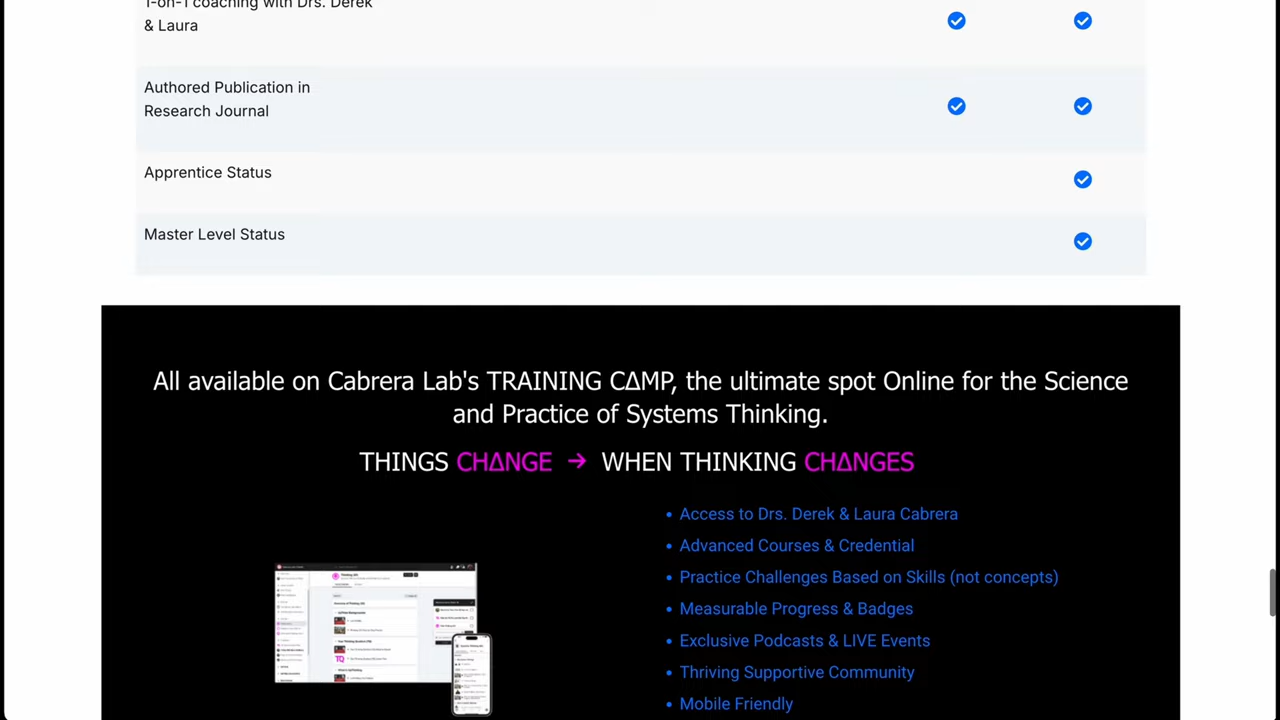 1-on-1 coaching with Drs. Derek
& Laura
Authored Publication in
Research Journal
Apprentice Status
Master Level Status
All available on Cabrera Lab's TRAINING CΔMP, the ultimate spot Online for the Science
and Practice of Systems Thinking.
THINGS CHΔNGE → WHEN THINKING CHΔNGES
• Access to Drs. Derek & Laura Cabrera
• Advanced Courses & Credential
• Practice Challenges Based on Skills (not concepts)
• Measurable Progress & Badges
• Exclusive Podcasts & LIVE Events
• Thriving Supportive Community
• Mobile Friendly
TQ